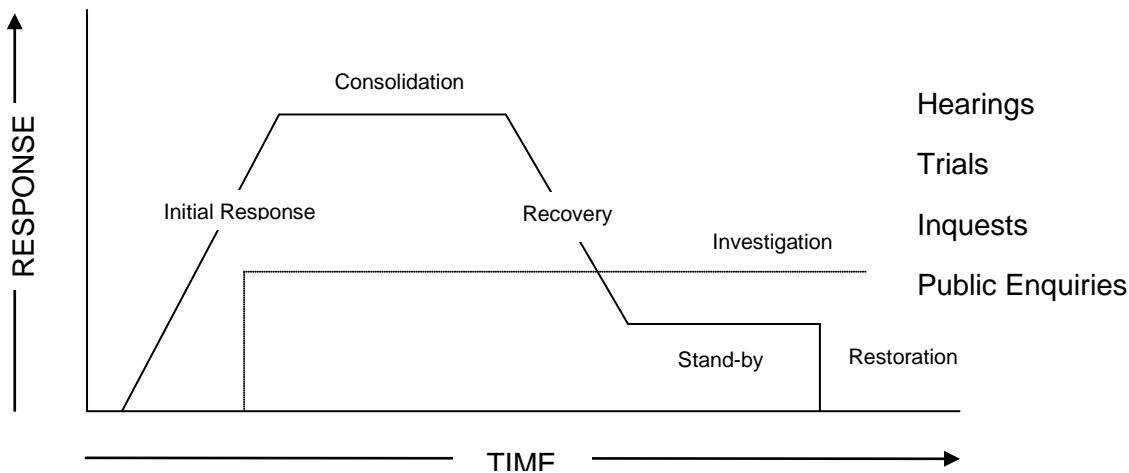 Consolidation
Hearings
Trials
Initial Response
Recovery
Inquests
Investigation
Public Enquiries
Stand-by
Restoration
RESPONSE
TIME